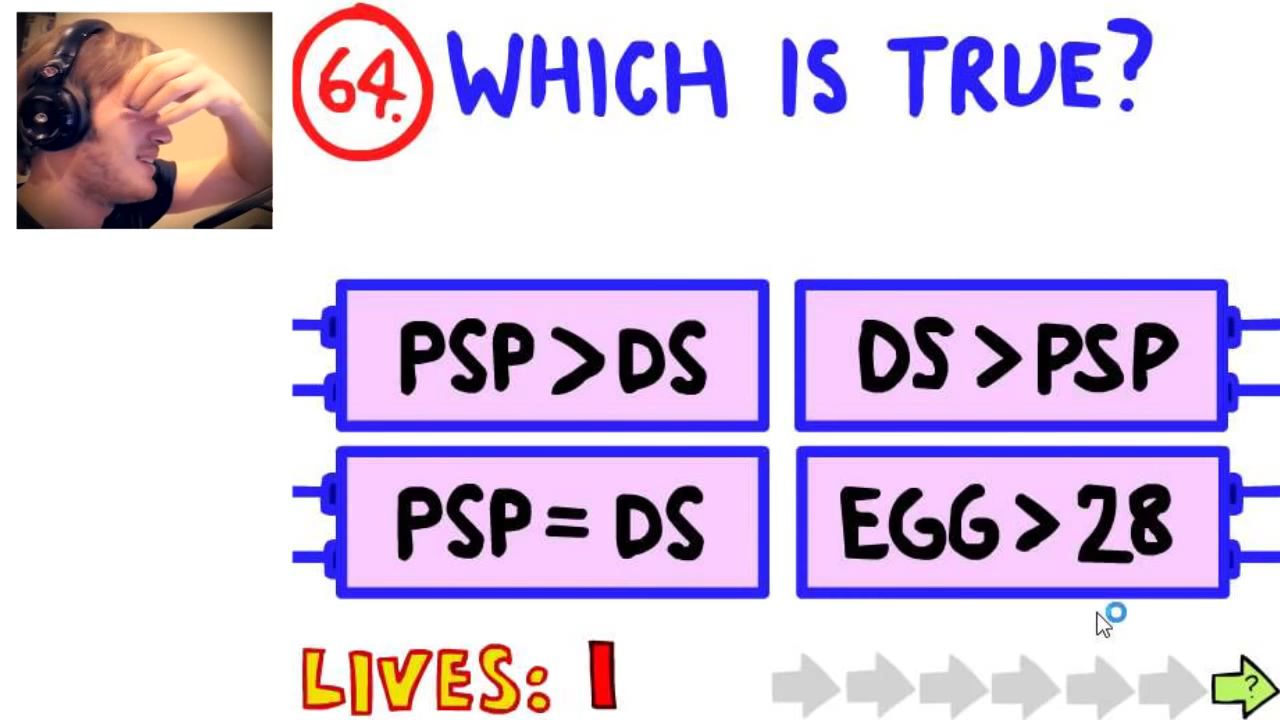 64. WHICH IS TRUE?
PSP>DS
DS>PSP
PSP=DS
EGG>28
LIVES: 1
?